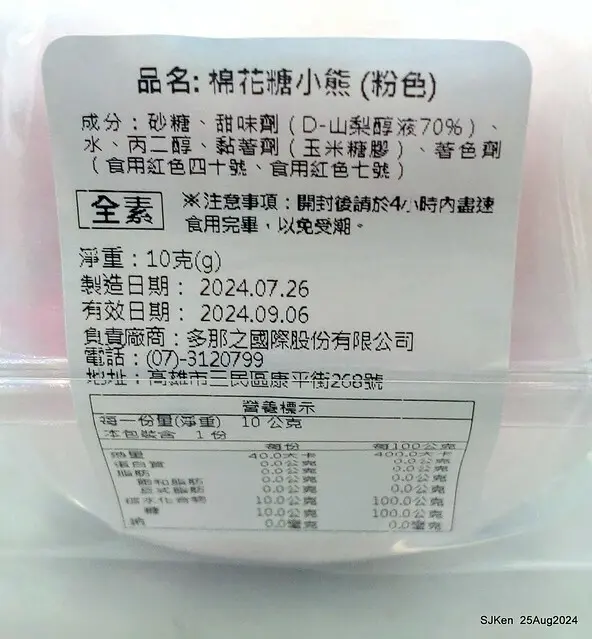 品名: 棉花糖小熊 (粉色)
成分：砂糖、甜味劑（D-山梨醇液70%）、
水、丙二醇、黏著劑（玉米糖膠）、著色劑
（食用紅色四十號、食用紅色七號）
全素
※注意事項：開封後請於4小時內盡速
食用完畢，以免受潮。
淨重：10克(g)
製造日期： 2024.07.26
有效日期： 2024.09.06
負責廠商：多那之國際股份有限公司
電話：(07)-3120799
地址：高雄市三民區康平街268號
營養標示
每一份量(淨重) 10 公克
本包裝含 1 份
每份 每100公克
熱量 40.0大卡 400.0大卡
蛋白質 0.0公克 0.0公克
脂肪 0.0公克 0.0公克
飽和脂肪 0.0公克 0.0公克
反式脂肪 0.0公克 0.0公克
碳水化合物 10.0公克 100.0公克
糖 10.0公克 100.0公克
鈉 0.0毫克 0.0毫克
SJKen 25Aug2024